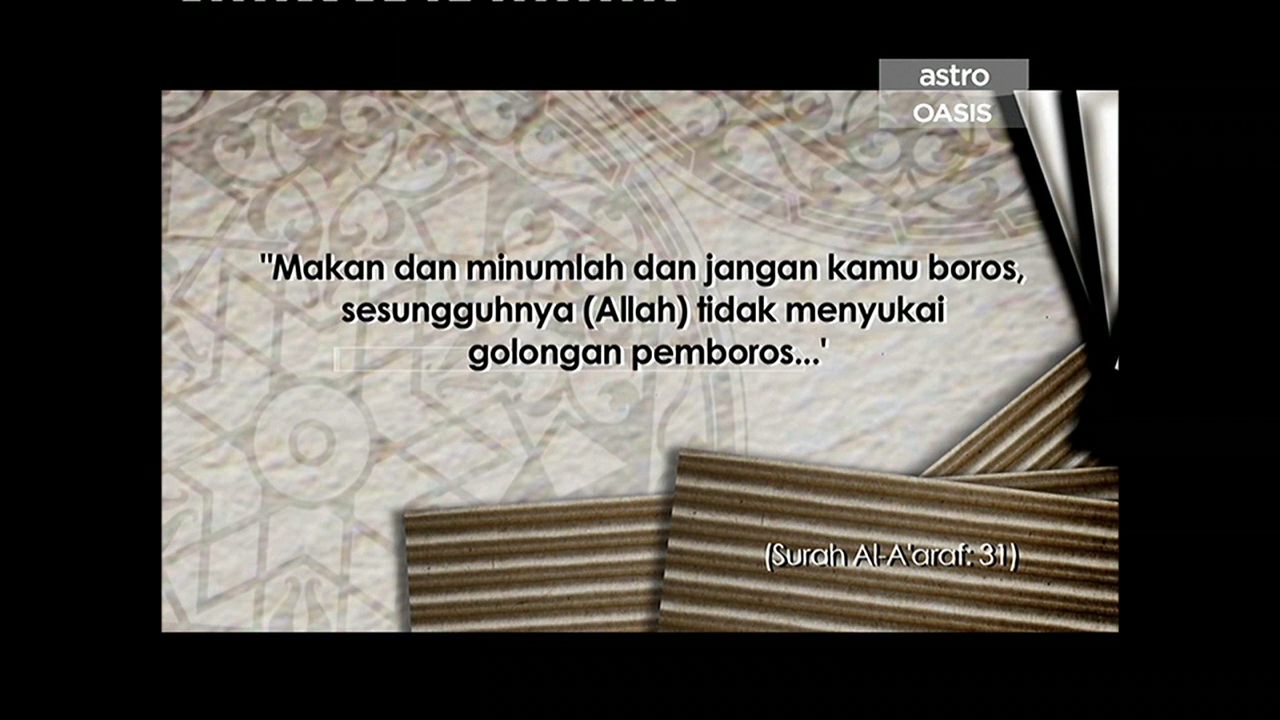 astro
OASIS
"Makan dan minumlah dan jangan kamu boros,
sesungguhnya (Allah) tidak menyukai
golongan pemboros...'
(Surah Al-A'araf: 31)